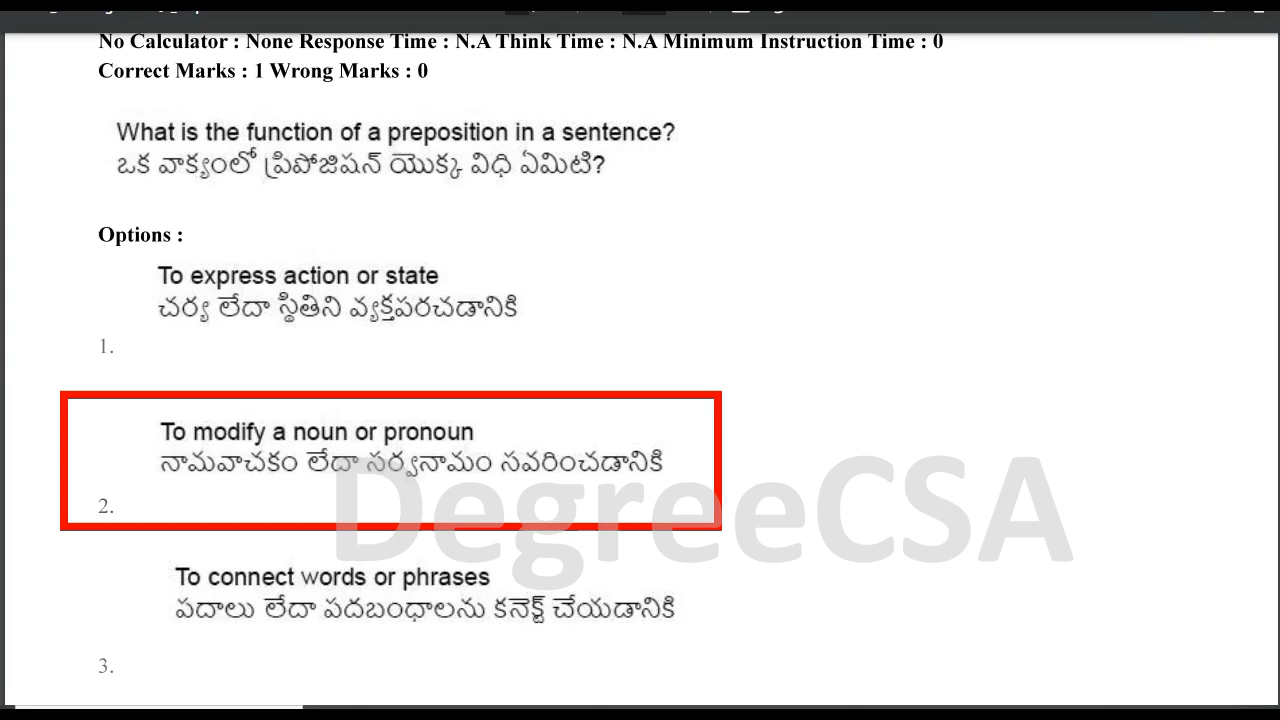 No Calculator : None Response Time : N.A Think Time : N.A Minimum Instruction Time : 0
Correct Marks : 1 Wrong Marks : 0
What is the function of a preposition in a sentence?
ఒక వాక్యంలో ప్రిపోజిషన్ యొక్క విధి ఏమిటి?
Options :
To express action or state
చర్య లేదా స్థితిని వ్యక్తపరచడానికి
1.
To modify a noun or pronoun
నామవాచకం లేదా సర్వనామం సవరించడానికి
2.
DegreeCSA
To connect words or phrases
పదాలు లేదా పదబంధాలను కనెక్ట్ చేయడానికి
3.